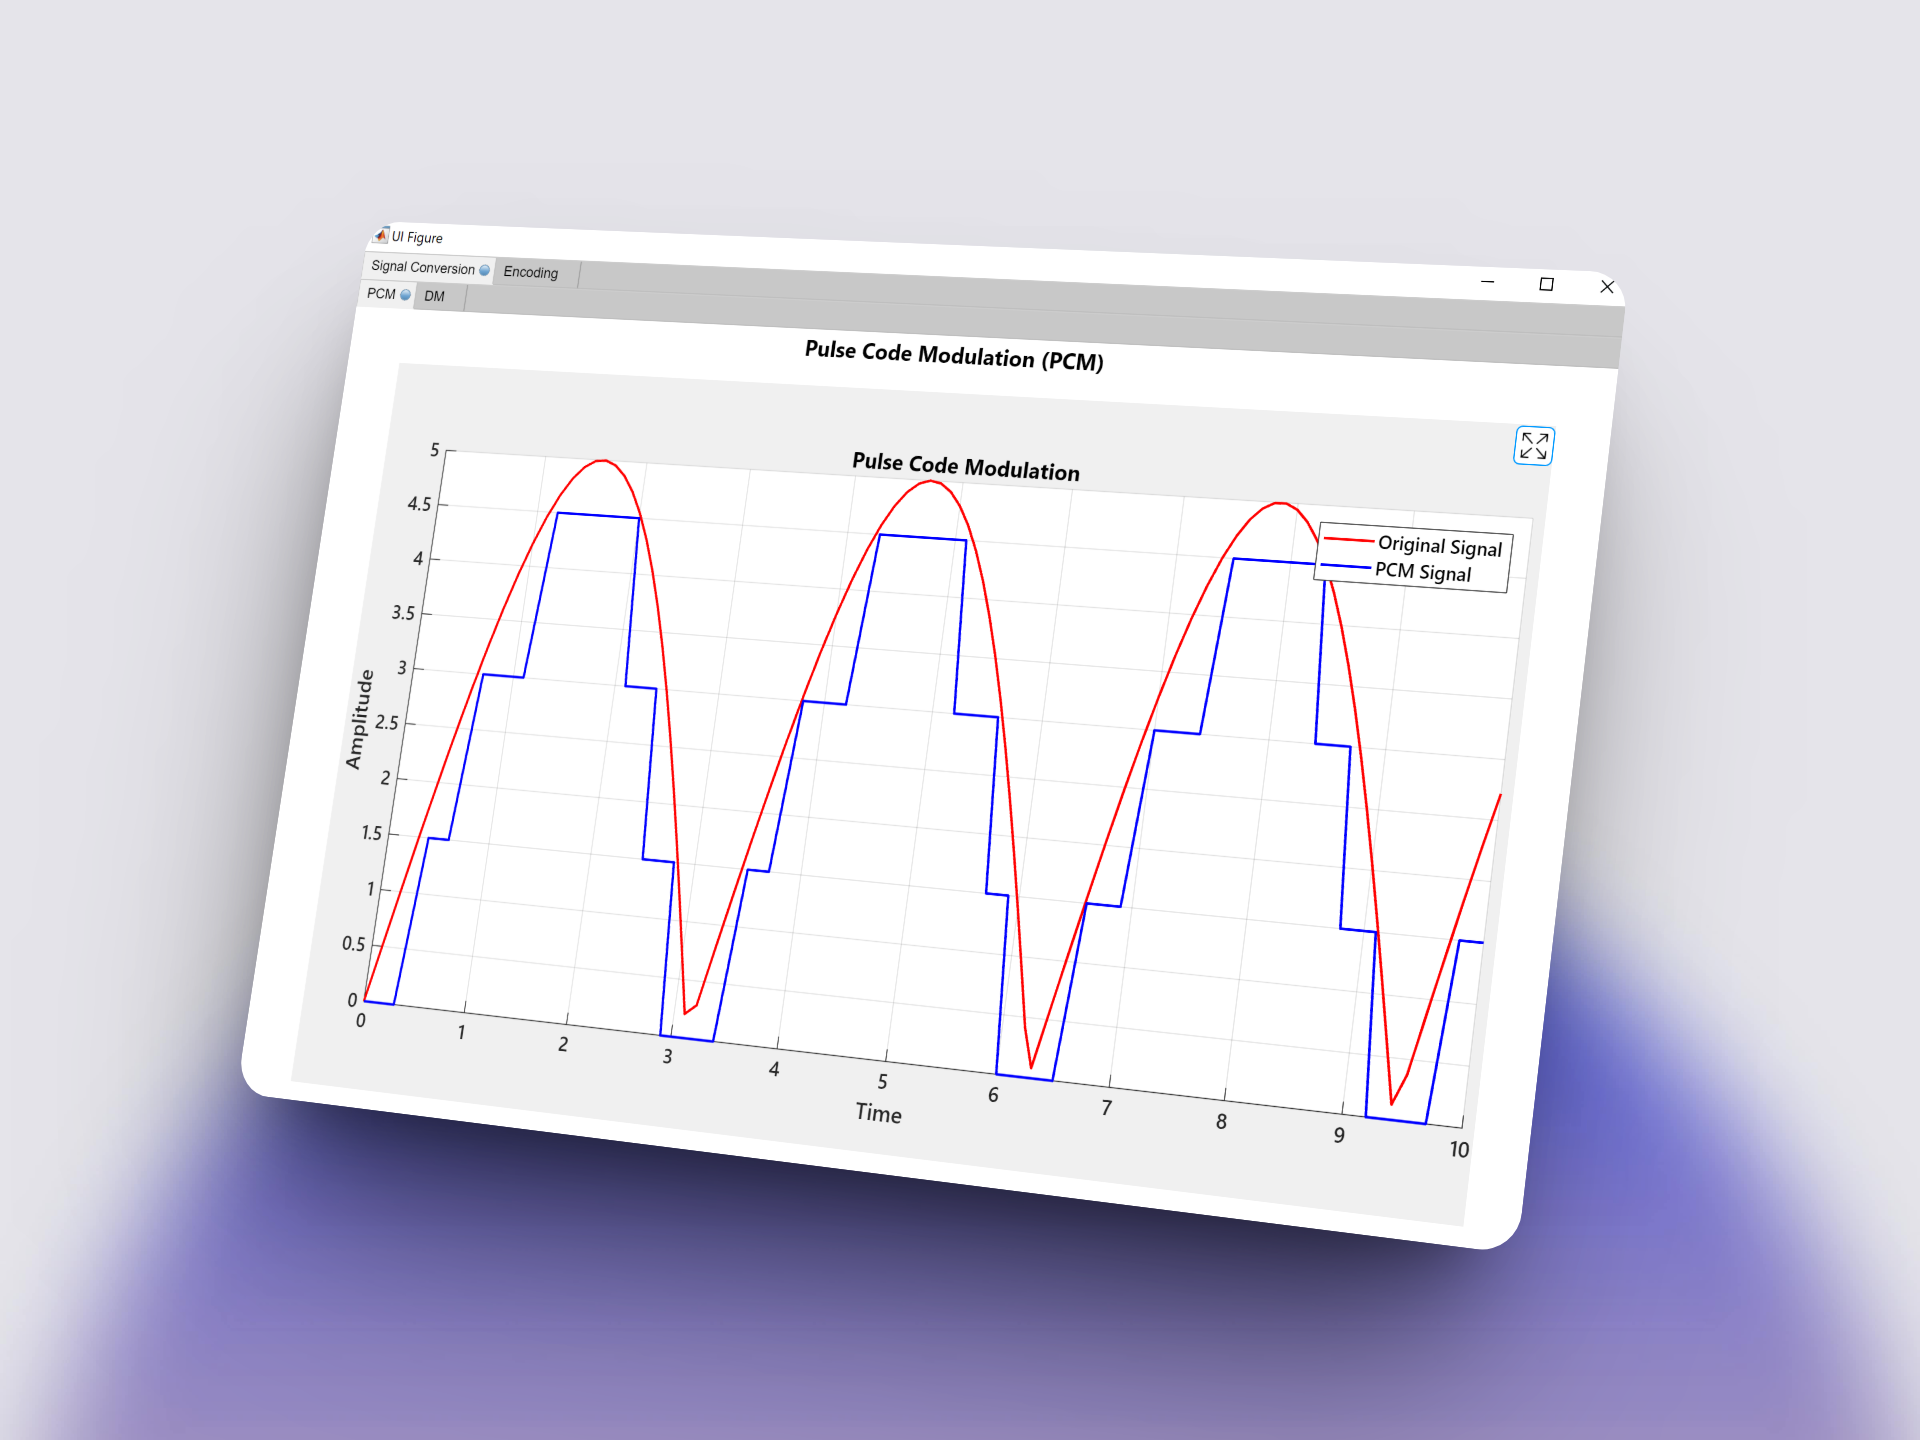 UI Figure
Signal Conversion
Encoding
PCM
DM
Pulse Code Modulation (PCM)
Pulse Code Modulation
Original Signal
PCM Signal
Amplitude
5
4.5
4
3.5
3
2.5
2
1.5
1
0.5
0
0 1 2 3 4 5 6 7 8 9 10
Time